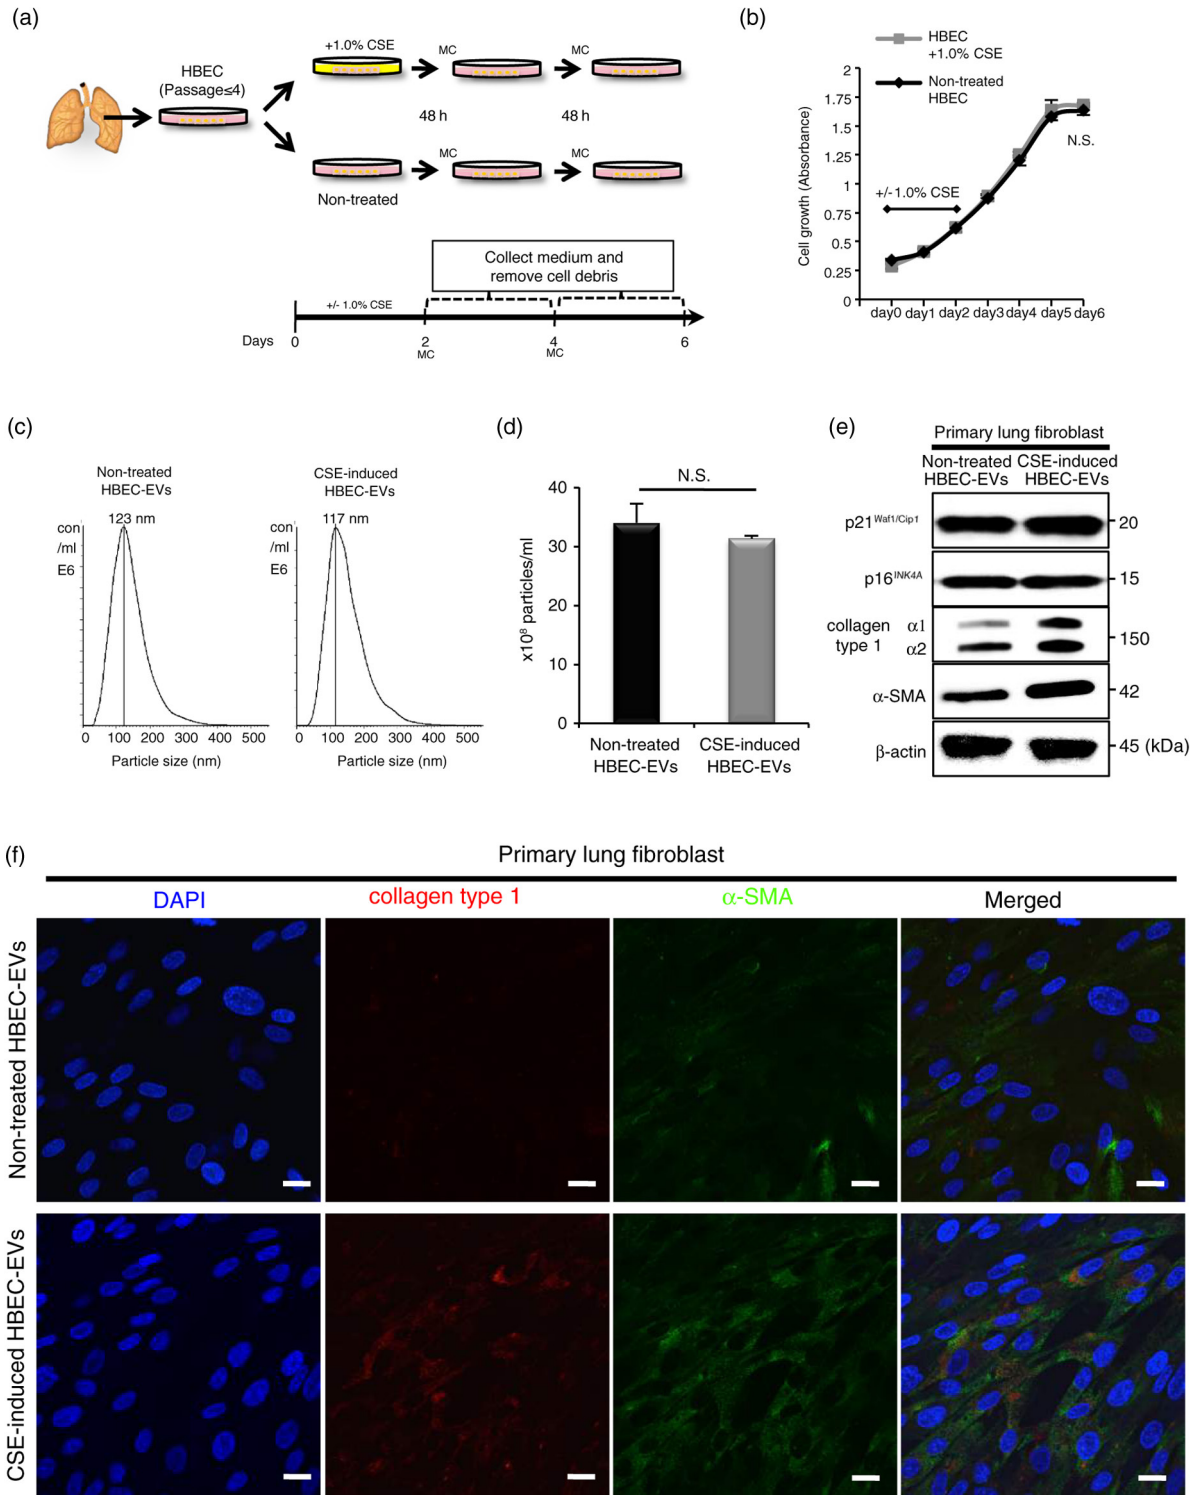 (a)
HBEC
(Passage≤4)
+1.0% CSE
MC
MC
48 h
48 h
MC
MC
Non-treated
Collect medium and
remove cell debris
+/- 1.0% CSE
Days
0
2
4
6
MC
MC
(b)
HBEC
+1.0% CSE
Non-treated
HBEC
Cell growth (Absorbance)
2
1.75
1.5
1.25
1
0.75
0.5
0.25
0
+/- 1.0% CSE
N.S.
day0 day1 day2 day3 day4 day5 day6
(c)
Non-treated
HBEC-EVs
123 nm
con
/ml
E6
0 100 200 300 400 500
Particle size (nm)
CSE-induced
HBEC-EVs
117 nm
con
/ml
E6
0 100 200 300 400 500
Particle size (nm)
(d)
N.S.
x10⁸ particles/ml
40
30
20
10
0
Non-treated
HBEC-EVs
CSE-induced
HBEC-EVs
(e)
Primary lung fibroblast
Non-treated
HBEC-EVs
CSE-induced
HBEC-EVs
p21Waf1/Cip1
20
p16INK4A
15
collagen
type 1
α1
α2
150
α-SMA
42
β-actin
45 (kDa)
(f)
Primary lung fibroblast
DAPI
collagen type 1
α-SMA
Merged
Non-treated HBEC-EVs
CSE-induced HBEC-EVs